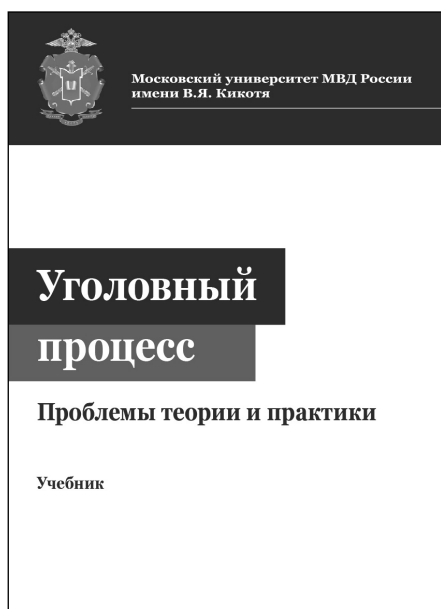 Московский университет МВД России
имени В.Я. Кикотя
Уголовный
процесс
Проблемы теории и практики
Учебник